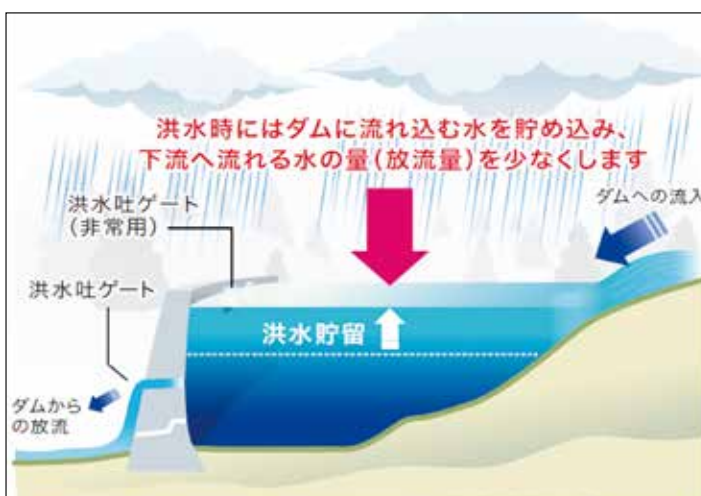 洪水時にはダムに流れ込む水を貯め込み、
下流へ流れる水の量(放流量)を少なくします
洪水吐ゲート
(非常用)
ダムへの流入
洪水吐ゲート
洪水貯留
ダムから
の放流